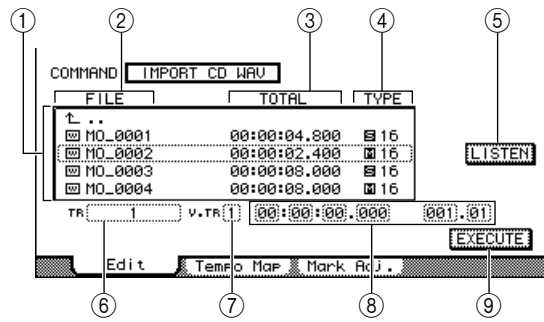 ① ② ③ ④ ⑤
COMMAND IMPORT CD WAV
FILE TOTAL TYPE
..
MO_0001 00:00:04.800 S 16
MO_0002 00:00:02.400 M 16
MO_0003 00:00:08.000 S 16
MO_0004 00:00:08.000 M 16
LISTEN
TR 1 V.TR 1 00:00:00.000 001.01
EXECUTE
Edit Tempo Map Mark Adj.
⑥ ⑦ ⑧ ⑨